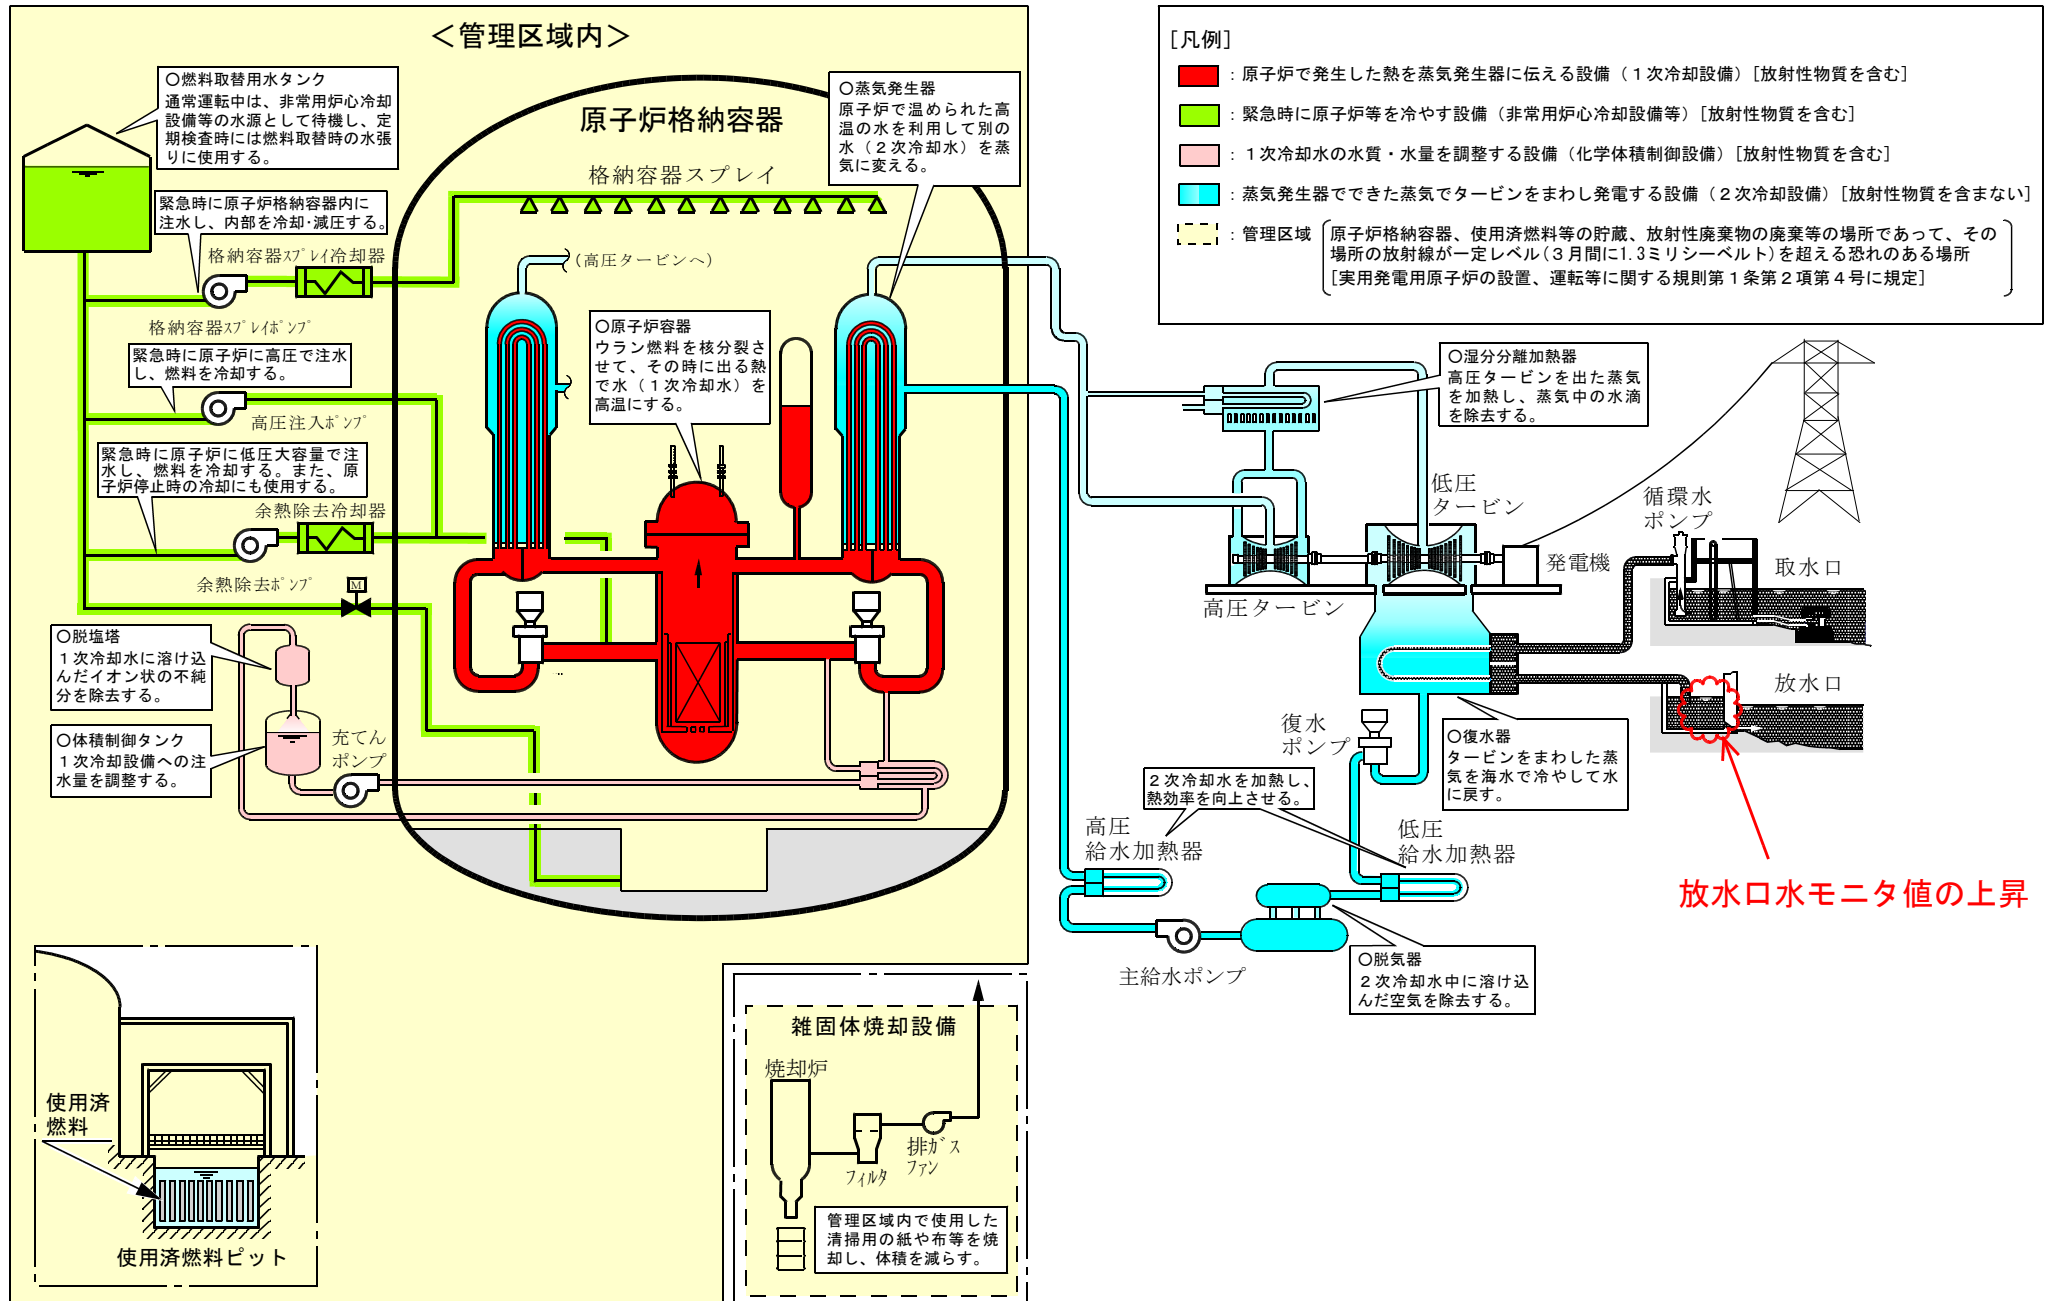 ＜管理区域内＞
○燃料取替用水タンク
通常運転中は、非常用炉心冷却
設備等の水源として待機し、定
期検査時には燃料取替時の水張
りに使用する。
緊急時に原子炉格納容器内に
注水し、内部を冷却･減圧する。
格納容器ｽﾌﾟﾚｲ冷却器
格納容器ｽﾌﾟﾚｲﾎﾟﾝﾌﾟ
緊急時に原子炉に高圧で注水
し、燃料を冷却する。
高圧注入ﾎﾟﾝﾌﾟ
緊急時に原子炉に低圧大容量で注
水し、燃料を冷却する。また、原
子炉停止時の冷却にも使用する。
余熱除去冷却器
余熱除去ﾎﾟﾝﾌﾟ
M
○脱塩塔
１次冷却水に溶け込
んだイオン状の不純
分を除去する。
○体積制御タンク
１次冷却設備への注
水量を調整する。
充てん
ポンプ
原子炉格納容器
格納容器スプレイ
○蒸気発生器
原子炉で温められた高
温の水を利用して別の
水（２次冷却水）を蒸
気に変える。
(高圧タービンへ)
○原子炉容器
ウラン燃料を核分裂さ
せて、その時に出る熱
で水（１次冷却水）を
高温にする。
使用済
燃料
使用済燃料ピット
雑固体焼却設備
焼却炉
フィルタ
排ｶﾞｽ
ﾌｧﾝ
管理区域内で使用した
清掃用の紙や布等を焼
却し、体積を減らす。
［凡例］
：原子炉で発生した熱を蒸気発生器に伝える設備（１次冷却設備）［放射性物質を含む］
：緊急時に原子炉等を冷やす設備（非常用炉心冷却設備等）［放射性物質を含む］
：１次冷却水の水質・水量を調整する設備（化学体積制御設備）［放射性物質を含む］
：蒸気発生器でできた蒸気でタービンをまわし発電する設備（２次冷却設備）［放射性物質を含まない］
：管理区域
原子炉格納容器、使用済燃料等の貯蔵、放射性廃棄物の廃棄等の場所であって、その
場所の放射線が一定レベル(３月間に1.3ミリシーベルト)を超える恐れのある場所
［実用発電用原子炉の設置、運転等に関する規則第１条第２項第４号に規定］
○湿分分離加熱器
高圧タービンを出た蒸気
を加熱し、蒸気中の水滴
を除去する。
低圧
タービン
高圧タービン
発電機
循環水
ポンプ
取水口
放水口
復水
ポンプ
○復水器
タービンをまわした蒸
気を海水で冷やして水
に戻す。
２次冷却水を加熱し、
熱効率を向上させる。
高圧
給水加熱器
低圧
給水加熱器
主給水ポンプ
○脱気器
２次冷却水中に溶け込
んだ空気を除去する。
放水口水モニタ値の上昇